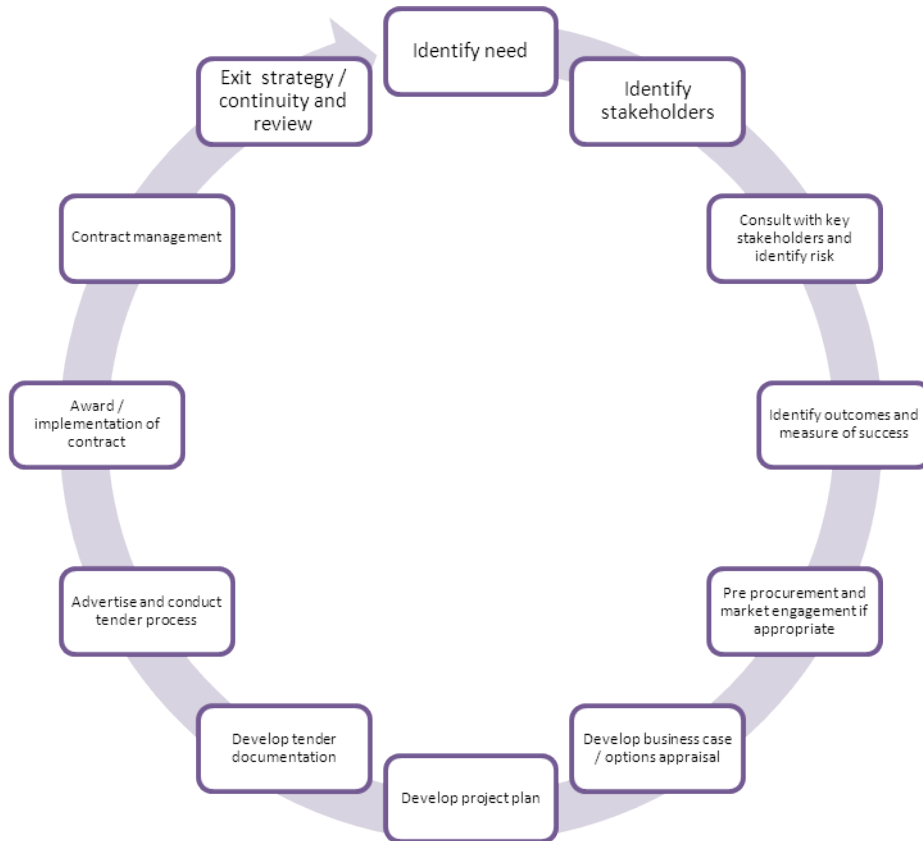 Identify need
Identify
stakeholders
Consult with key
stakeholders and
identify risk
Identify outcomes and
measure of success
Pre procurement and
market engagement if
appropriate
Develop business case
/ options appraisal
Develop project plan
Develop tender
documentation
Advertise and conduct
tender process
Award /
implementation of
contract
Contract management
Exit strategy /
continuity and
review